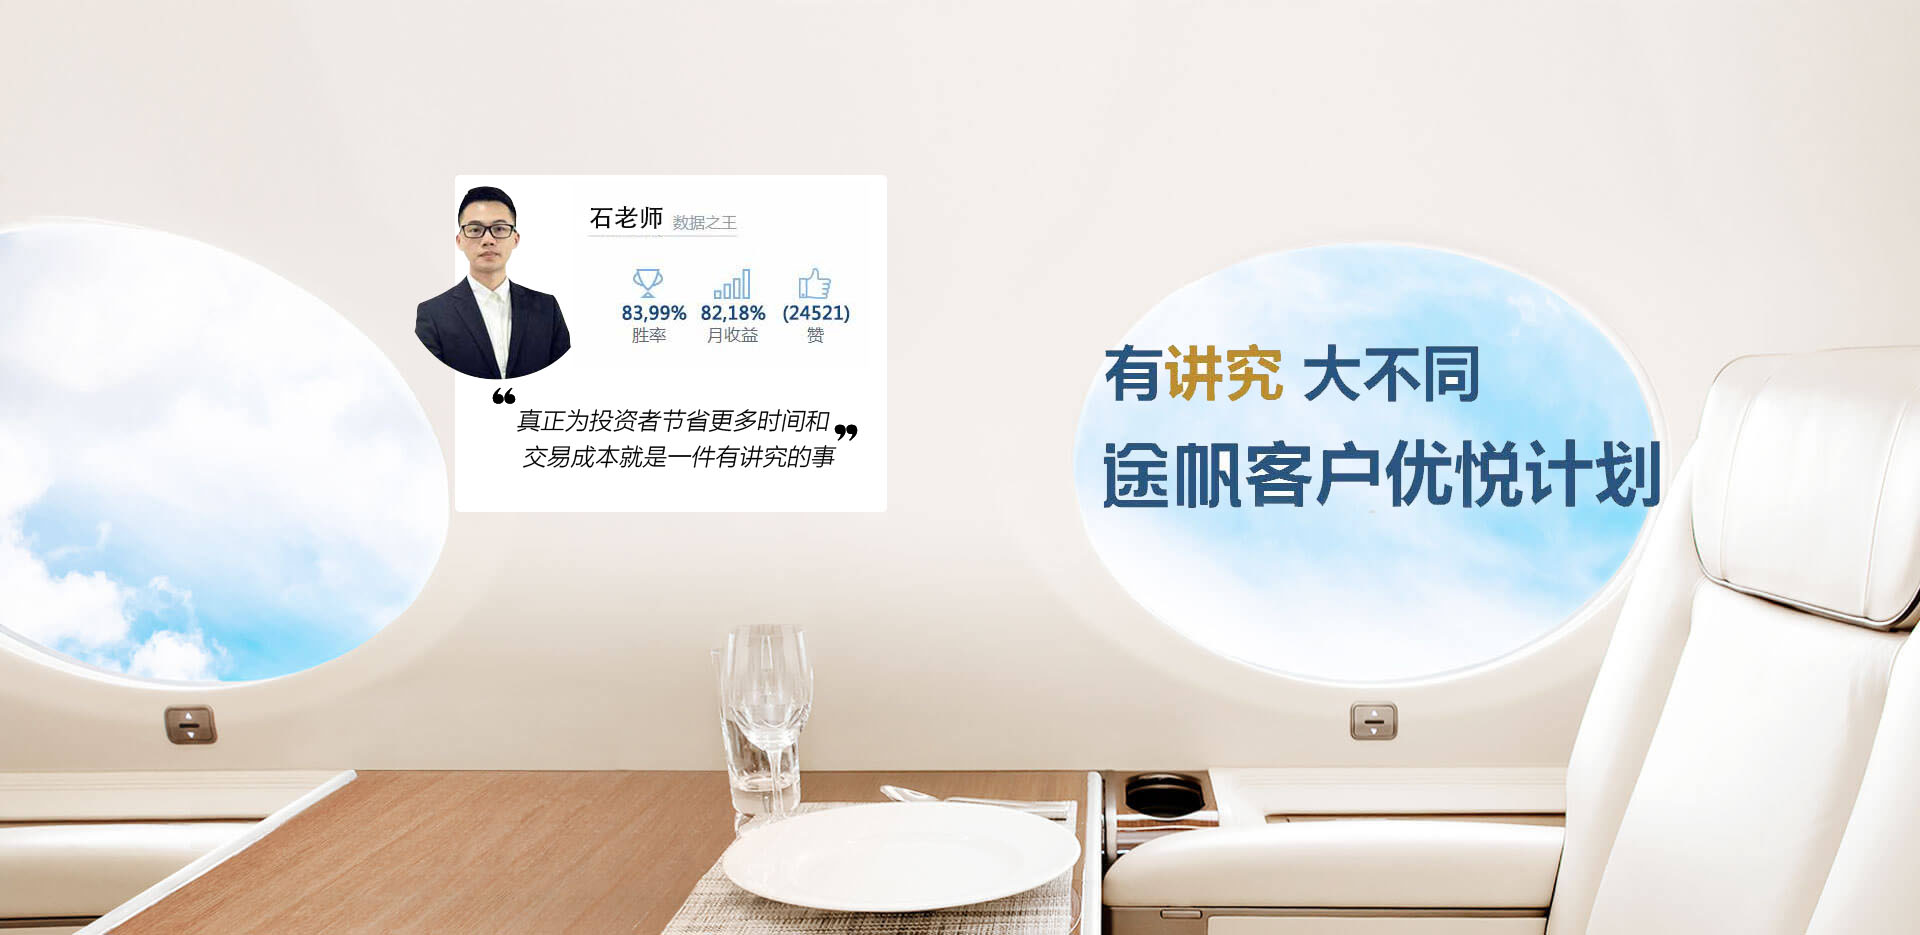 石老师 数据之王
83,99% 82,18% (24521)
胜率 月收益 赞
“真正为投资者节省更多时间和
交易成本就是一件有讲究的事”
有讲究 大不同
途帆客户优悦计划